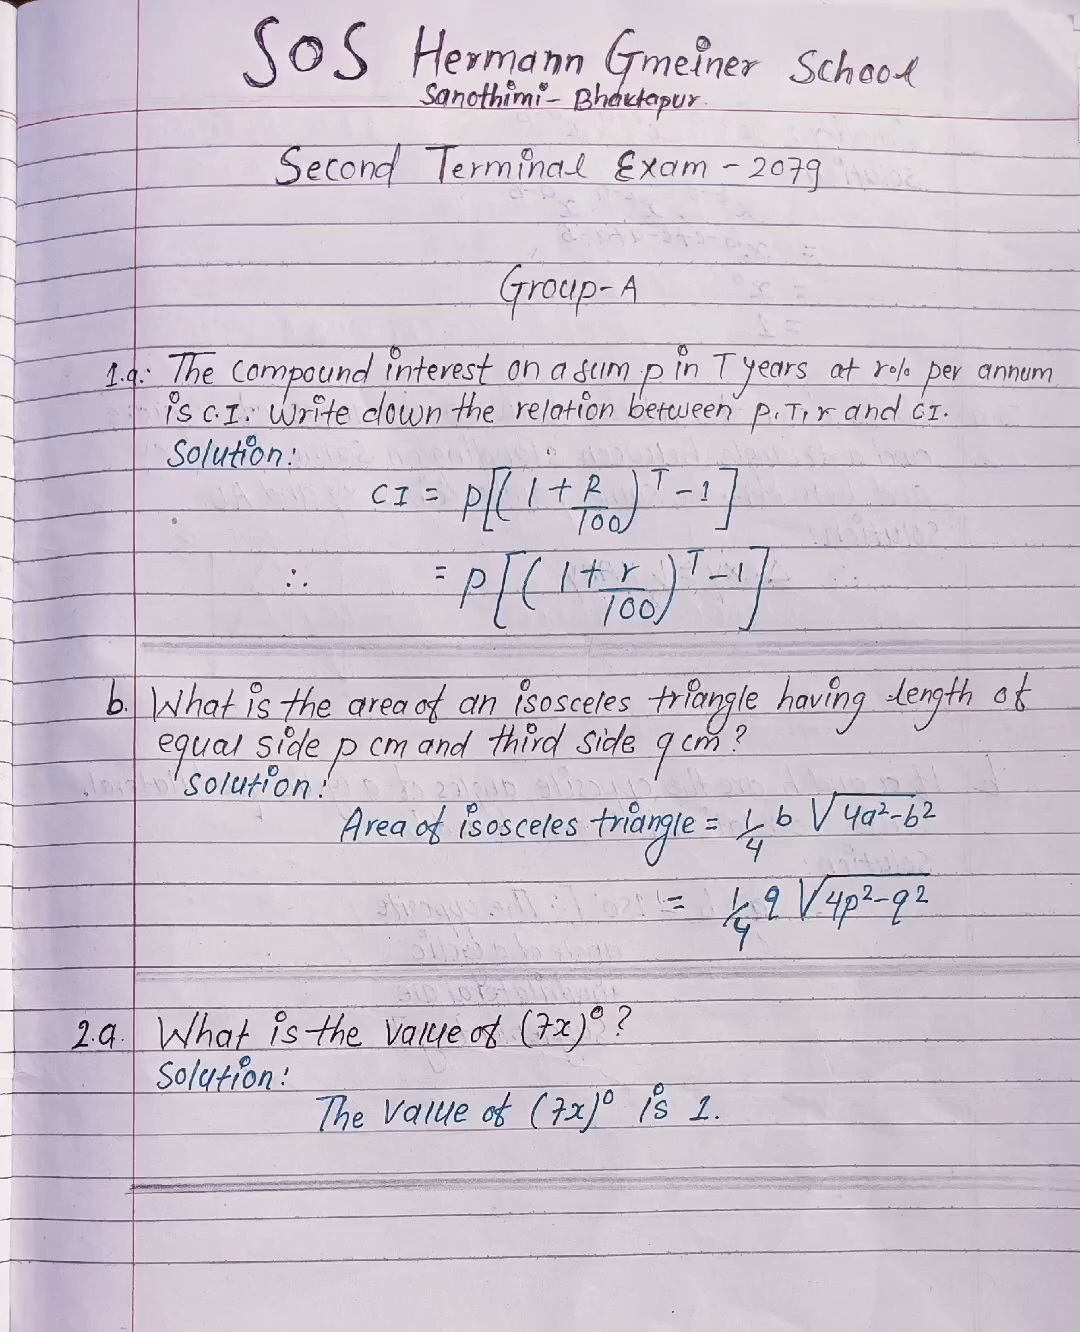 SOS Hermann Gmeiner School
Sanothimi - Bhaktapur.
Second Terminal Exam - 2079
Group-A
1.a. The compound interest on a sum p in T years at r% per annum
is C.I. Write down the relation between p, T, r and CI.
Solution:
CI = P[(1 + R/100)^T - 1]
∴ = P[(1 + r/100)^T - 1]
b. What is the area of an isosceles triangle having length of
equal side p cm and third side q cm?
Solution:
Area of isosceles triangle = 1/4 b √(4a²-b²)
= 1/4 q √(4p²-q²)
2.a. What is the value of (7x)⁰?
Solution:
The value of (7x)⁰ is 1.